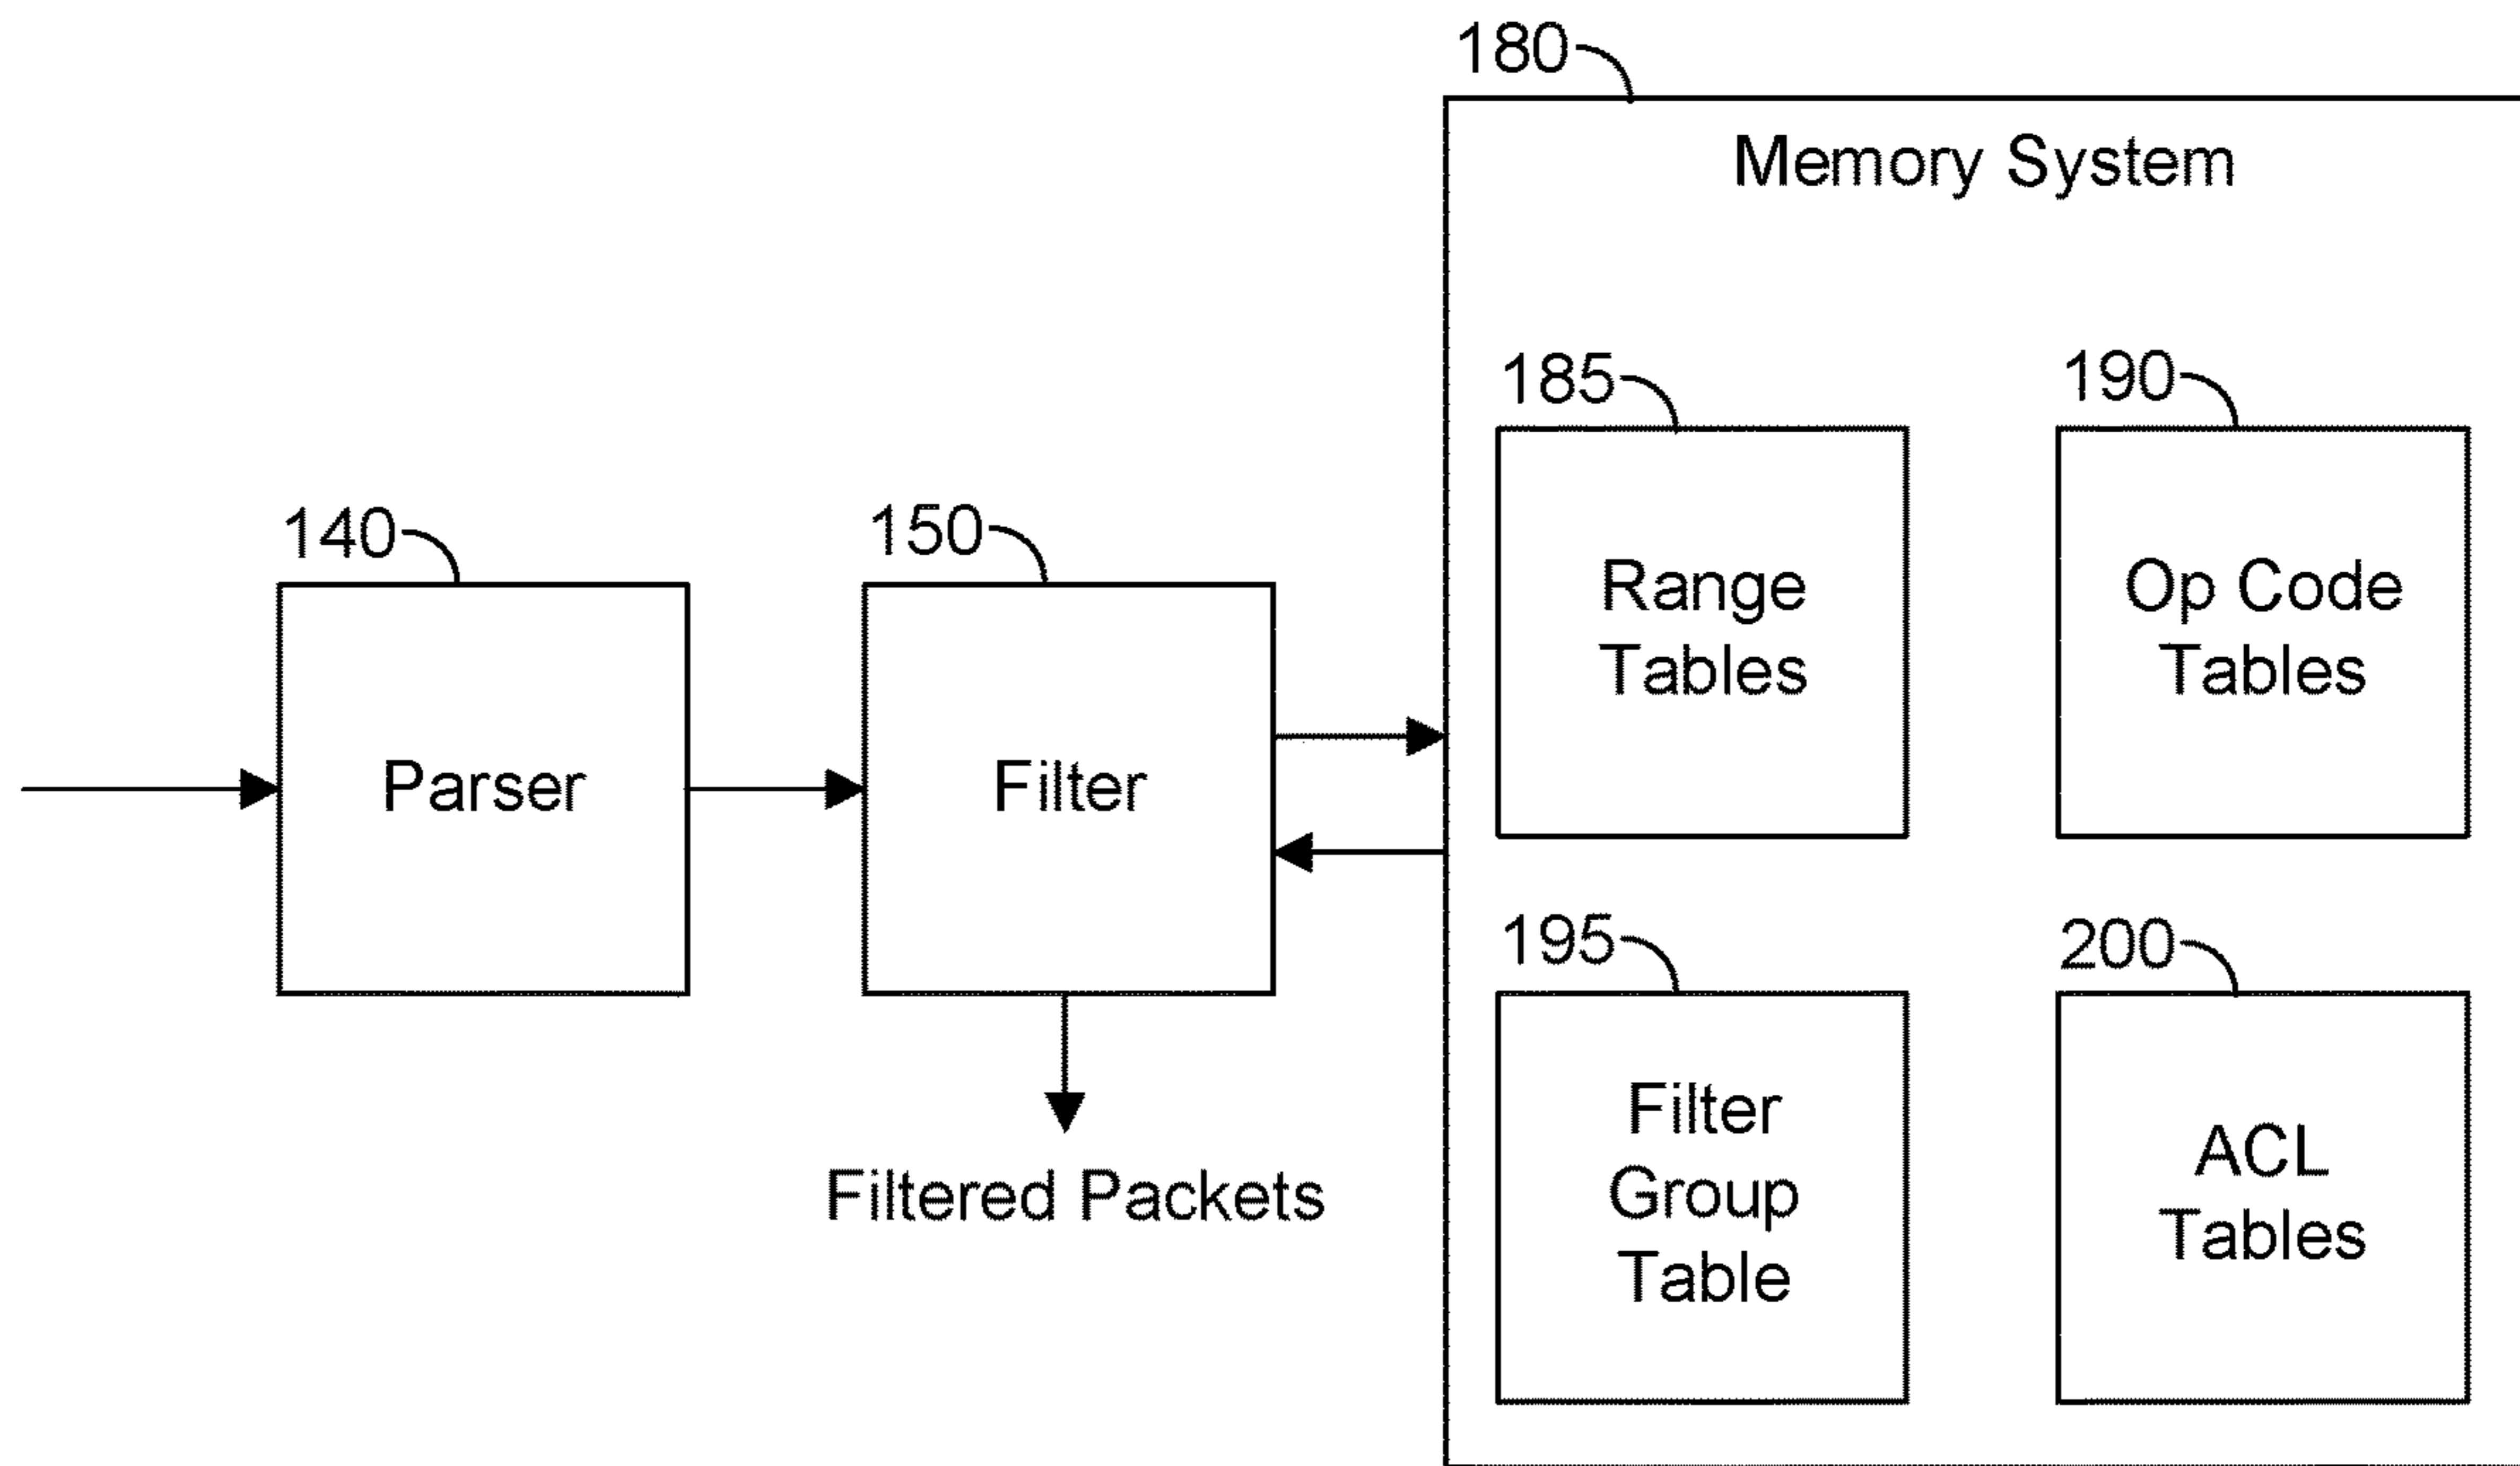 180
Memory System
185
190
Range
Tables
Op Code
Tables
140
150
Parser
Filter
195
200
Filter
Group
Table
ACL
Tables
Filtered Packets